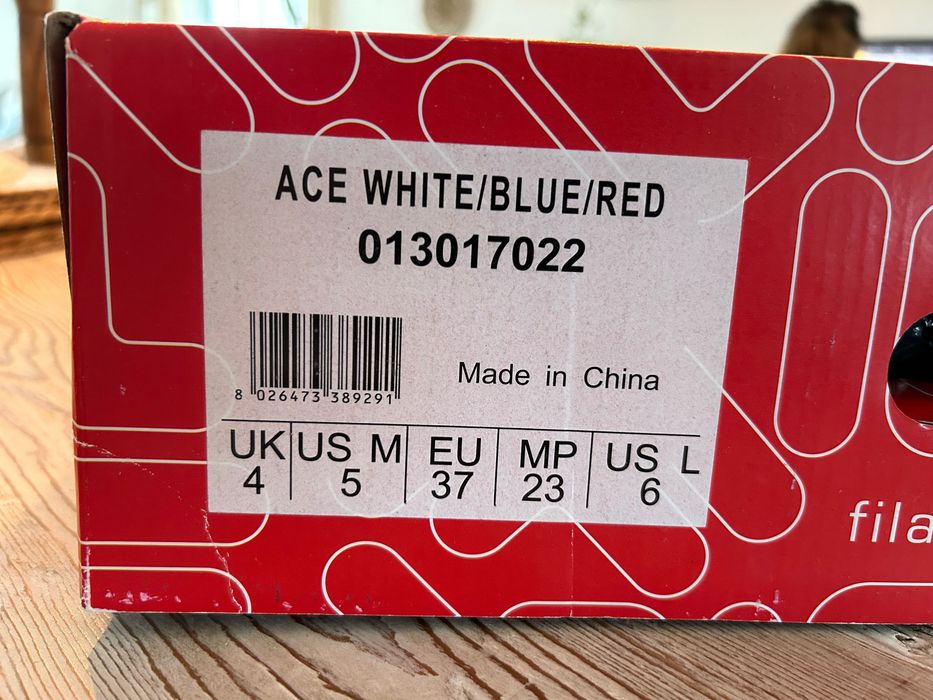 ACE WHITE/BLUE/RED
013017022
8 026473 389291
Made in China
UK US M EU MP US L
4 5 37 23 6
fila